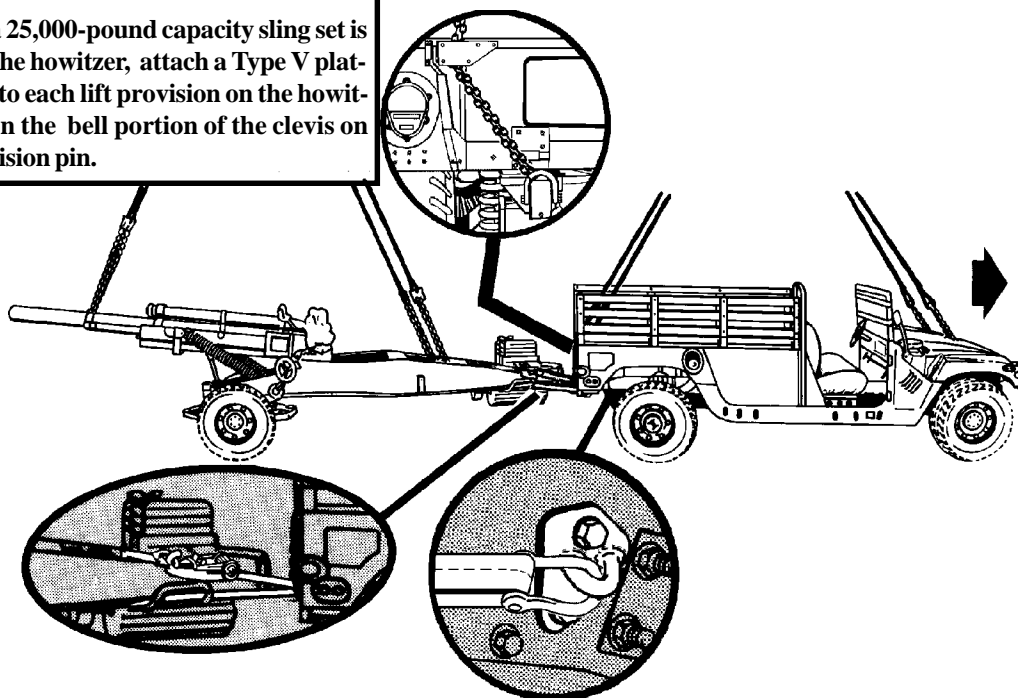 25,000-pound capacity sling set is
he howitzer, attach a Type V plat-
to each lift provision on the howit-
n the bell portion of the clevis on
ision pin.